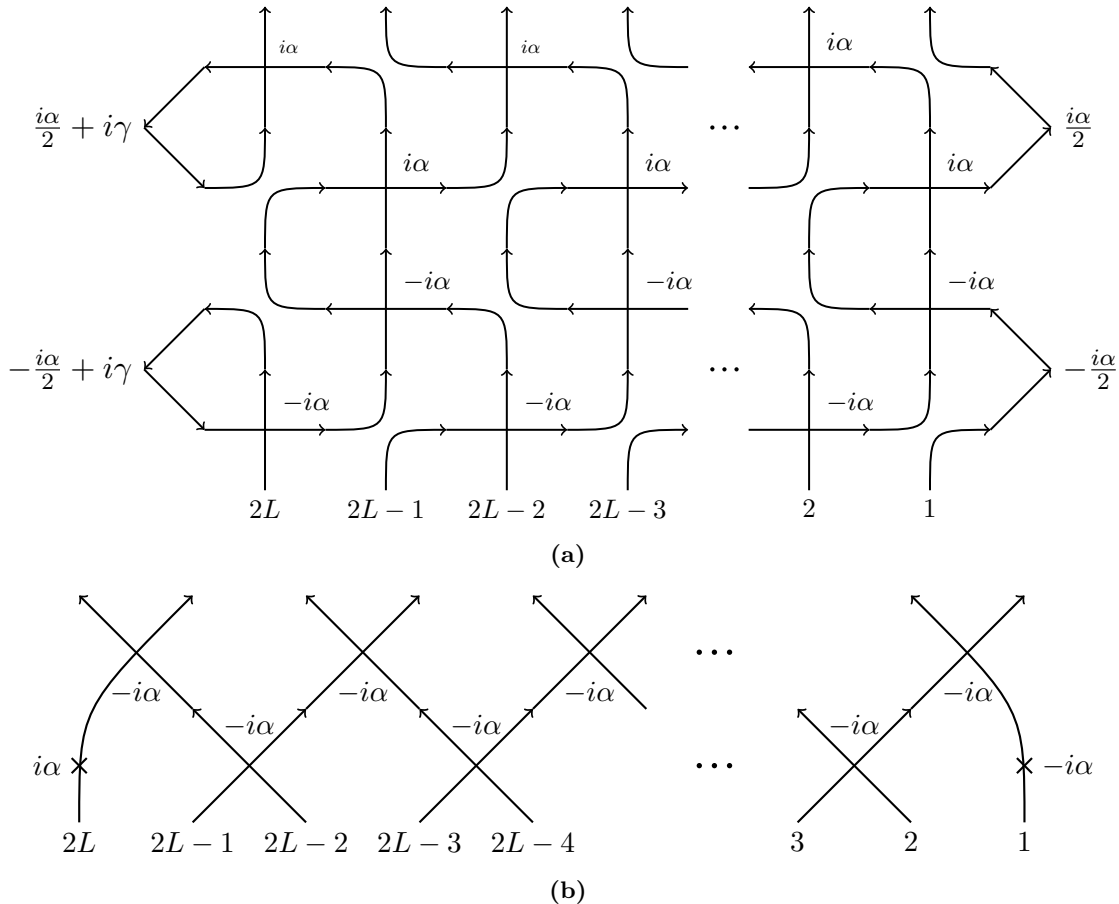 iα iα iα
iα/2 + iγ ... iα/2
iα iα iα
−iα −iα −iα
−iα/2 + iγ ... −iα/2
−iα −iα −iα
2L 2L − 1 2L − 2 2L − 3 2 1
(a)
...
−iα −iα −iα −iα
−iα −iα −iα
iα ... −iα
2L 2L − 1 2L − 2 2L − 3 2L − 4 3 2 1
(b)